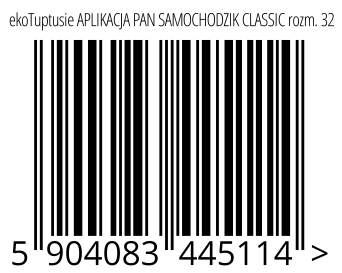 ekoTuptusie APLIKACJA PAN SAMOCHODZIK CLASSIC rozm. 32
5 904083 445114 >